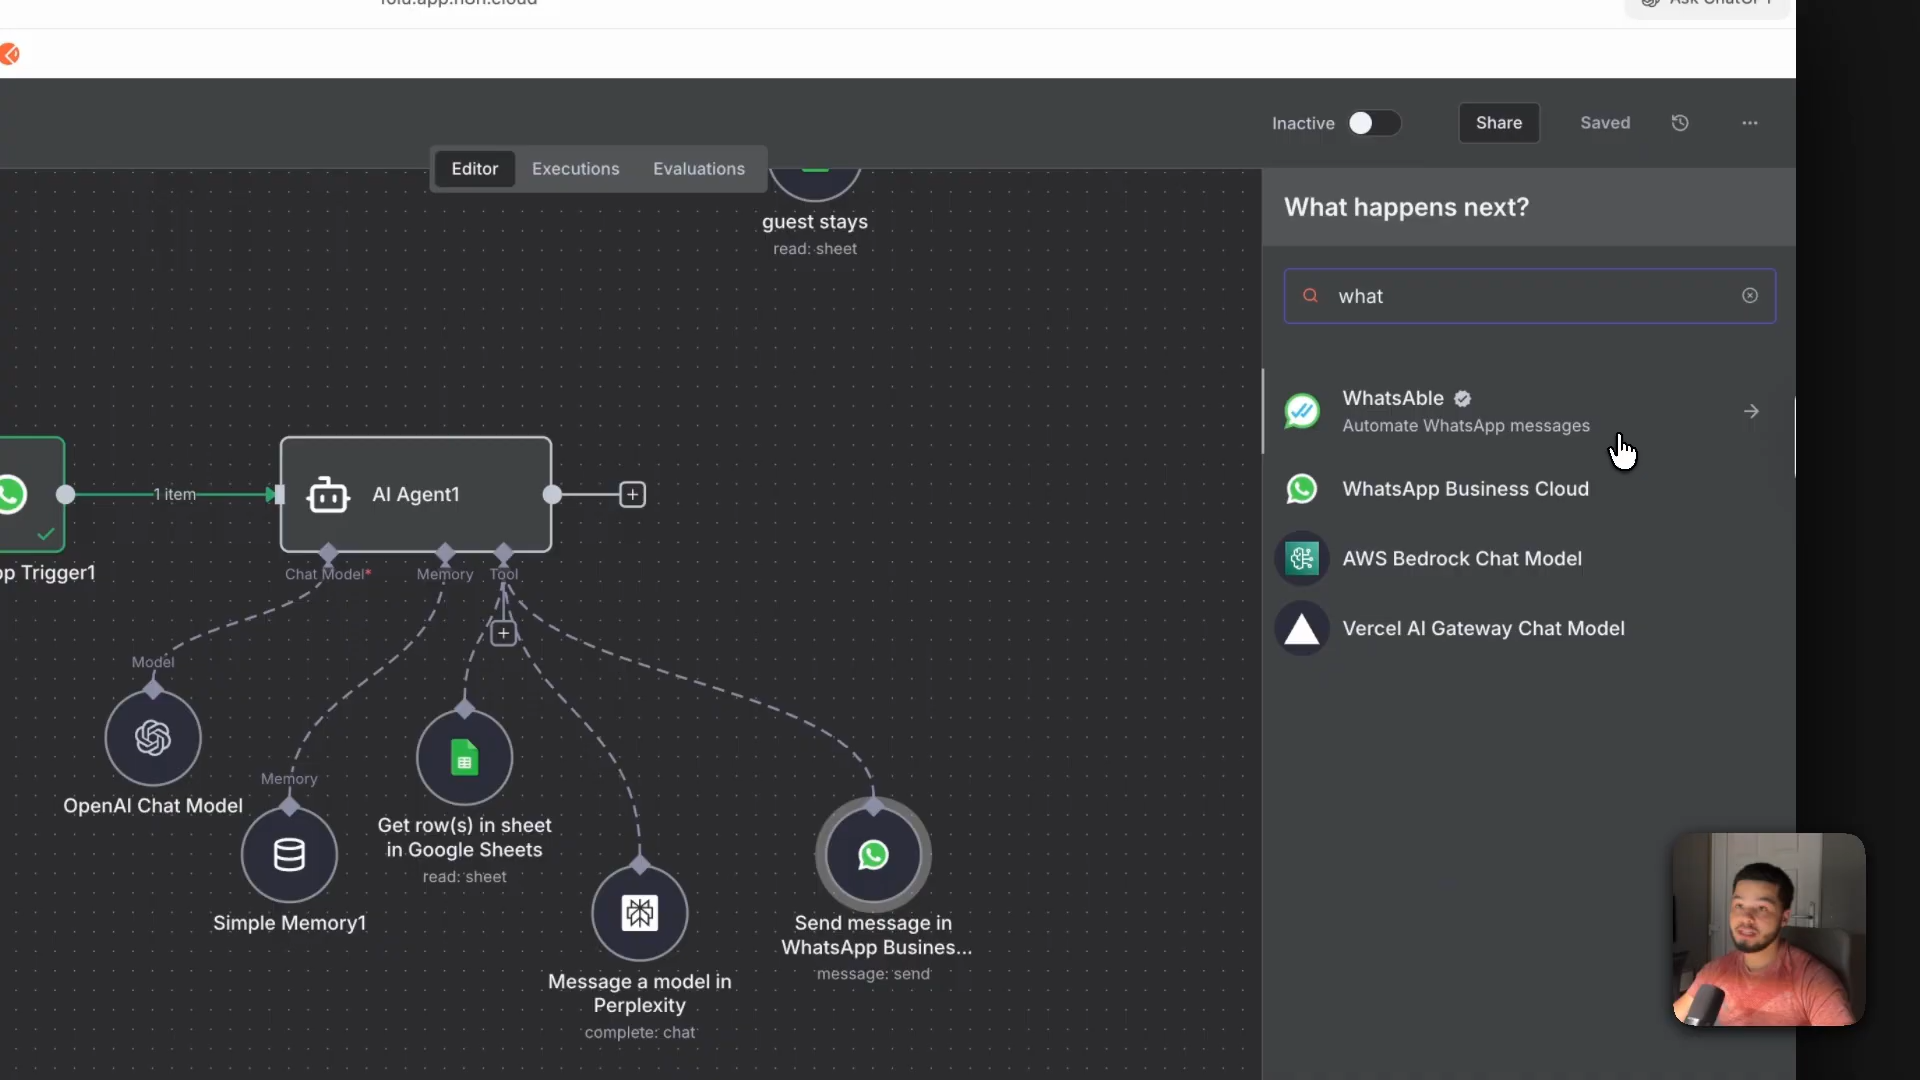 Inactive
Share
Saved
Editor
Executions
Evaluations
What happens next?
guest stays
read: sheet
what
WhatsAble
Automate WhatsApp messages
WhatsApp Business Cloud
AWS Bedrock Chat Model
Vercel AI Gateway Chat Model
1 item
AI Agent1
pp Trigger1
Chat Model*
Memory
Tool
Model
OpenAI Chat Model
Memory
Simple Memory1
Get row(s) in sheet
in Google Sheets
read: sheet
Message a model in
Perplexity
complete: chat
Send message in
WhatsApp Busines...
message: send